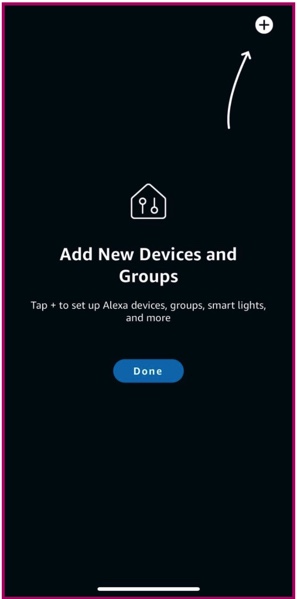 Add New Devices and
Groups
Tap + to set up Alexa devices, groups, smart lights,
and more
Done